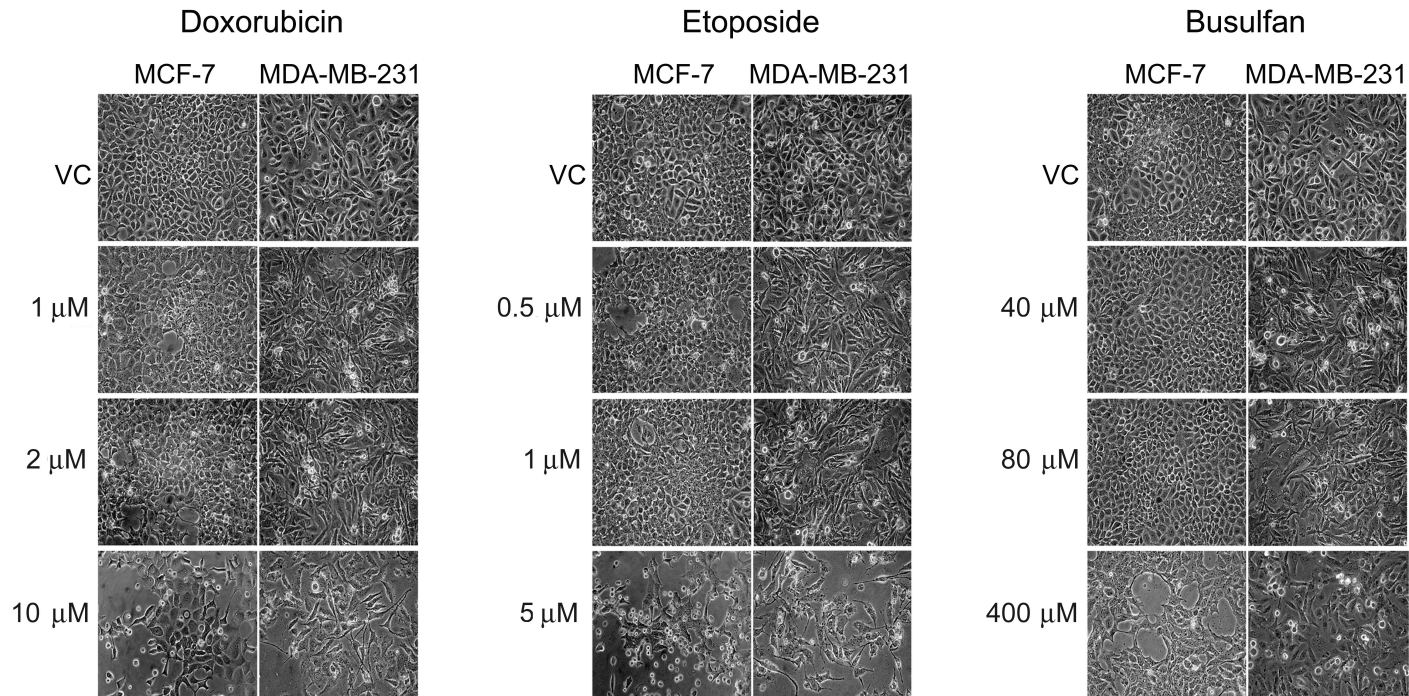 Doxorubicin
Etoposide
Busulfan
MCF-7 MDA-MB-231
MCF-7 MDA-MB-231
MCF-7 MDA-MB-231
VC
VC
VC
1 μM
0.5 μM
40 μM
2 μM
1 μM
80 μM
10 μM
5 μM
400 μM